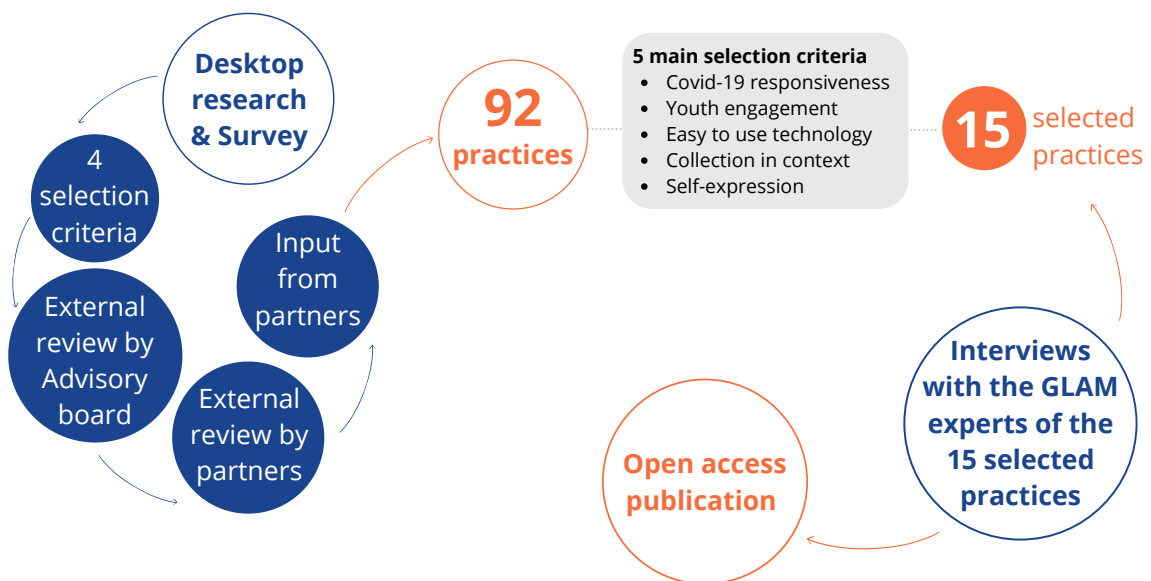 Desktop
research
& Survey
4
selection
criteria
External
review by
Advisory
board
External
review by
partners
Input
from
partners
92
practices
5 main selection criteria
• Covid-19 responsiveness
• Youth engagement
• Easy to use technology
• Collection in context
• Self-expression
15
selected
practices
Interviews
with the GLAM
experts of the
15 selected
practices
Open access
publication